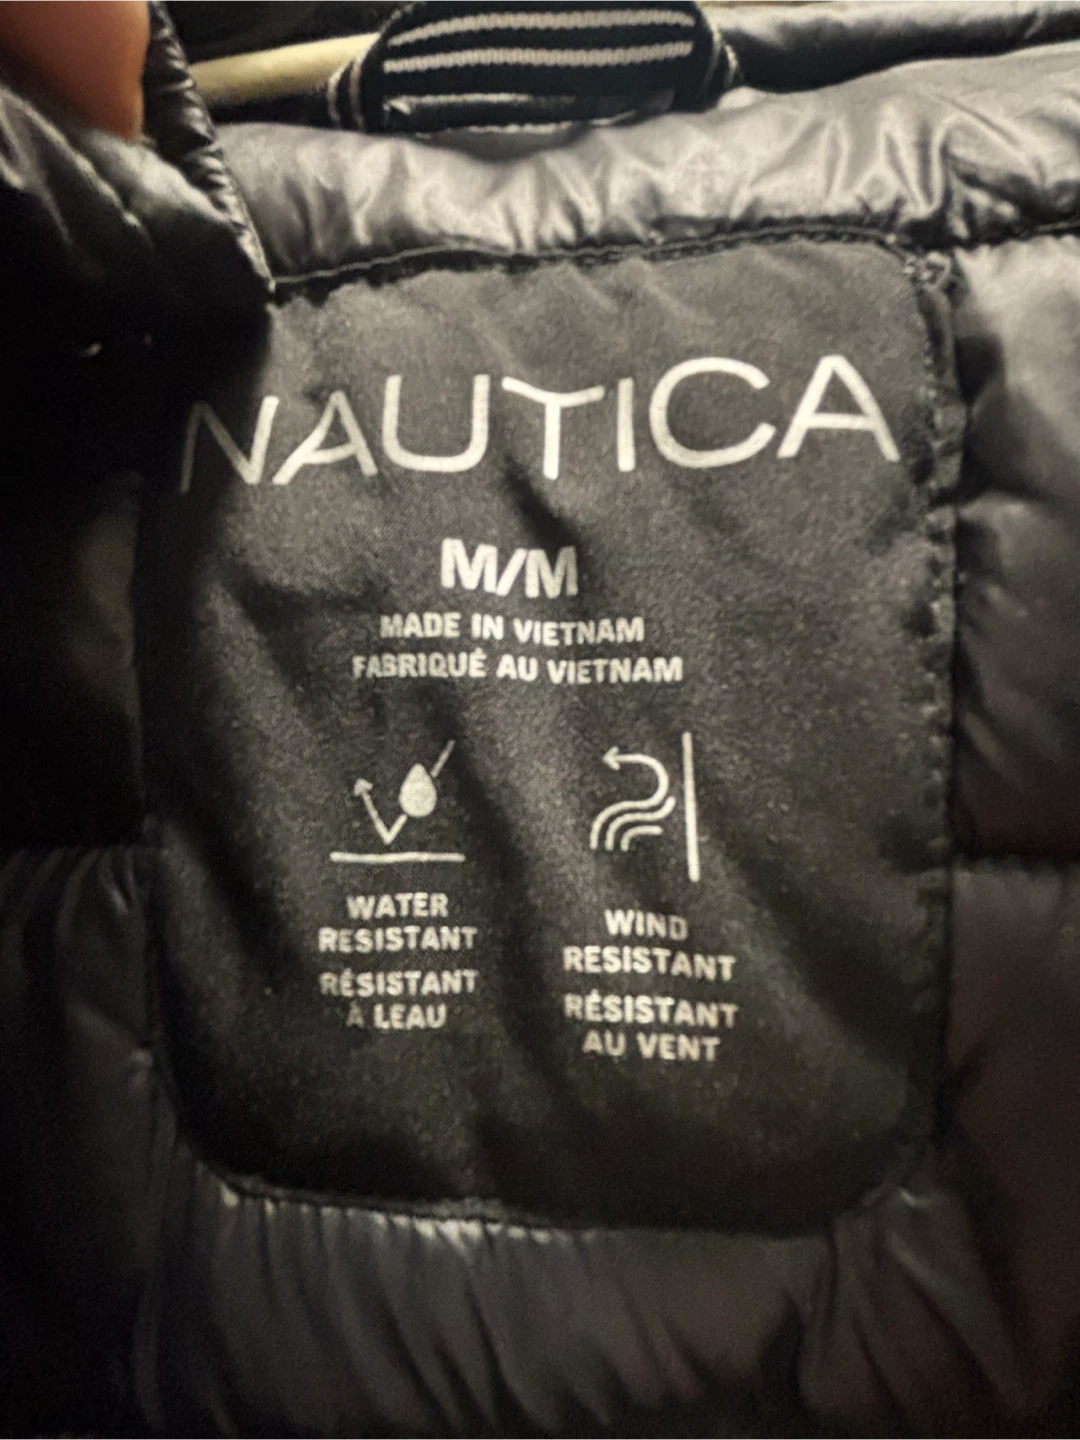 NAUTICA
M/M
MADE IN VIETNAM
FABRIQUÉ AU VIETNAM
WATER
RESISTANT
RÉSISTANT
À LEAU
WIND
RESISTANT
RÉSISTANT
AU VENT